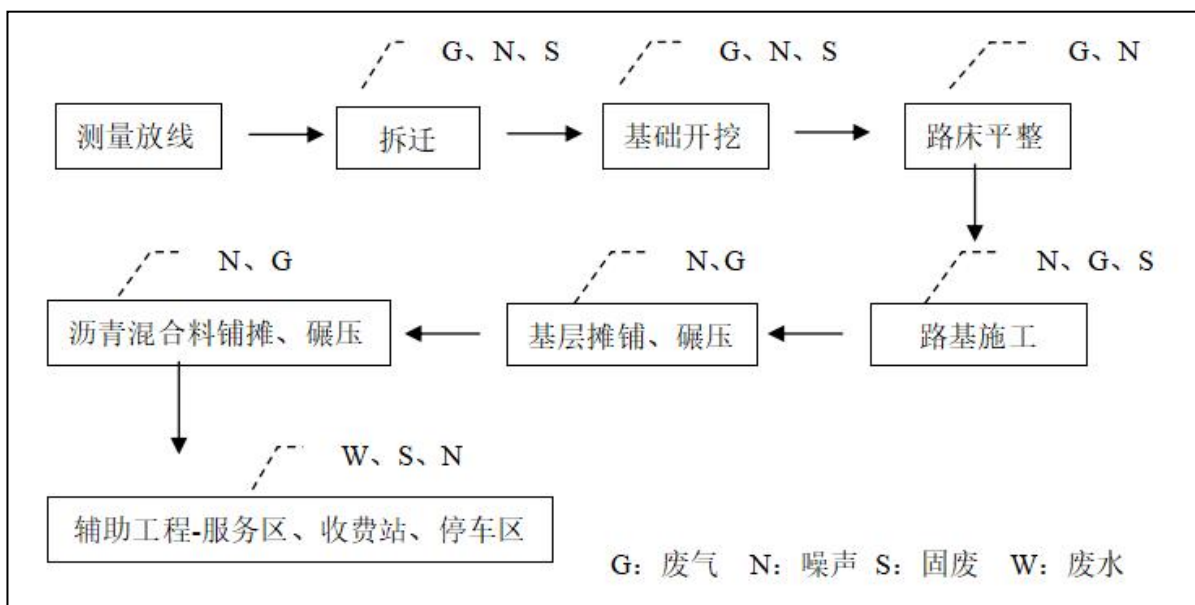 G、N、S
G、N、S
G、N
测量放线
拆迁
基础开挖
路床平整
N、G
N、G
N、G、S
沥青混合料铺摊、碾压
基层摊铺、碾压
路基施工
W、S、N
辅助工程-服务区、收费站、停车区
G：废气 N：噪声 S：固废 W：废水